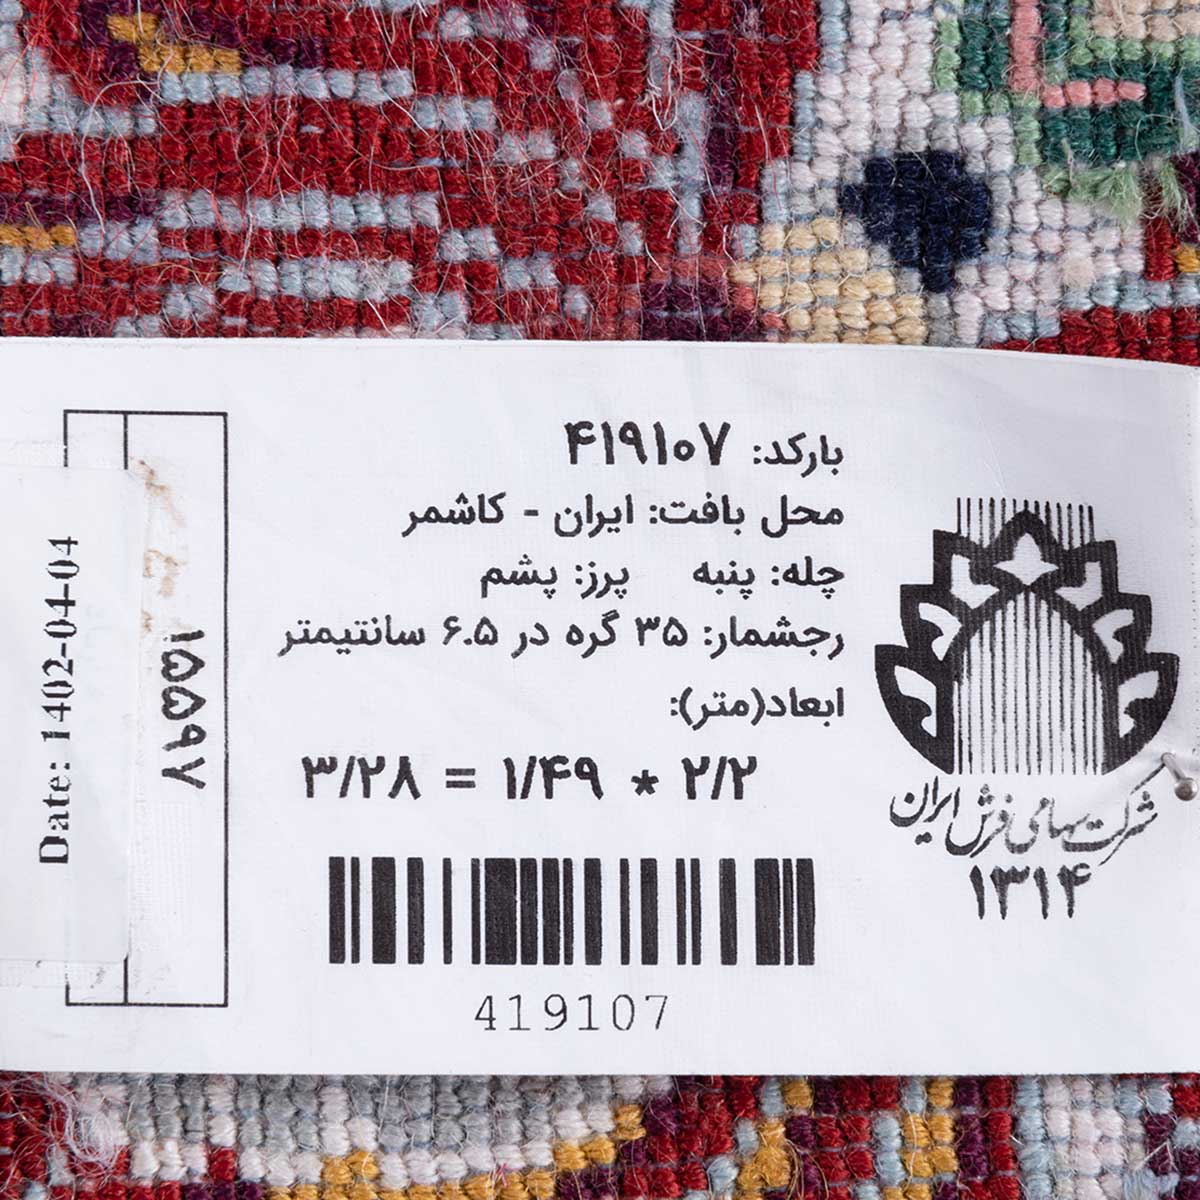 بارکد: ۴۱۹۱۰۷
محل بافت: ایران - کاشمر
چله: پنبه پرز: پشم
رجشمار: ۳۵ گره در ۶.۵ سانتیمتر
ابعاد(متر):
۲/۲ * ۱/۴۹ = ۳/۲۸
419107
شرکت سهامی فرش ایران
۱۳۱۴
۱۵۵۹۷
Date: 1402-04-04